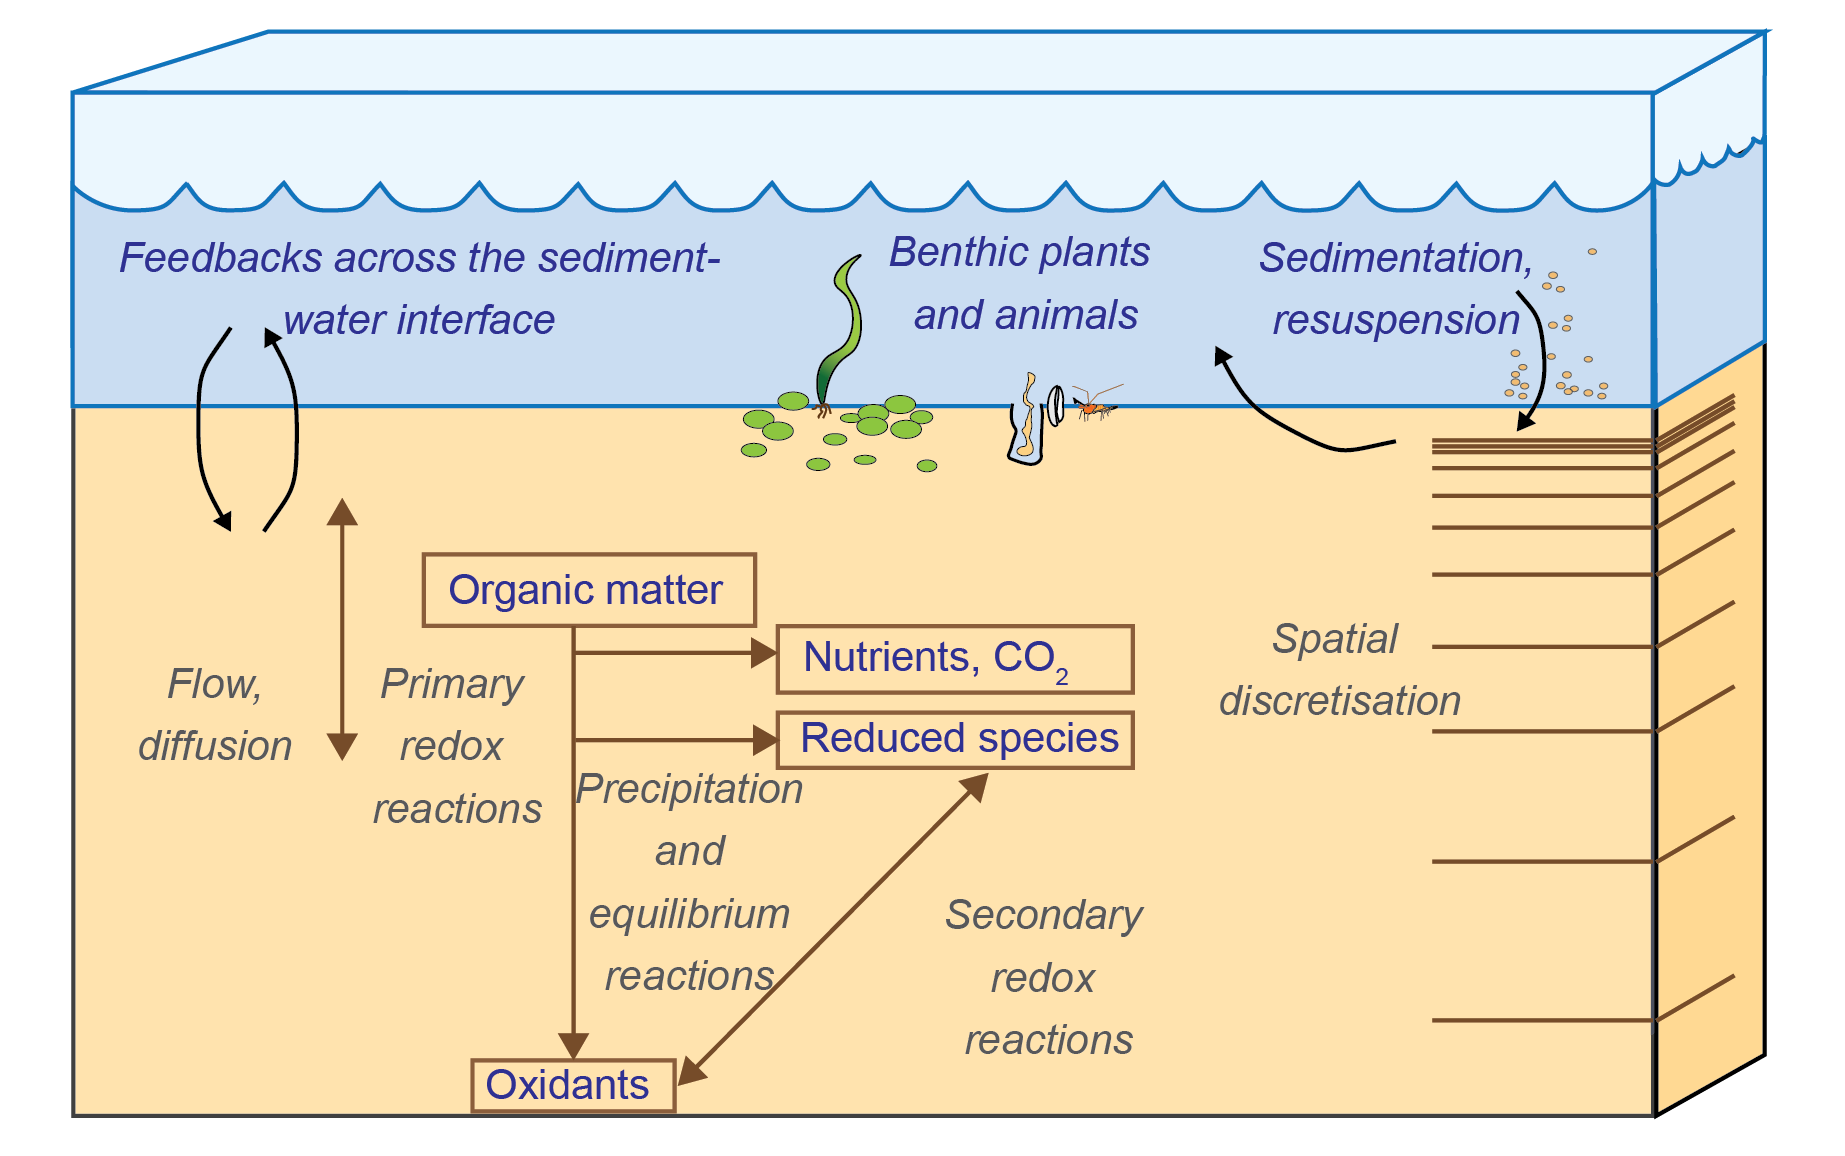 Feedbacks across the sediment-
water interface
Benthic plants
and animals
Sedimentation,
resuspension
Organic matter
Nutrients, CO₂
Reduced species
Flow,
diffusion
Primary
redox
reactions
Precipitation
and
equilibrium
reactions
Secondary
redox
reactions
Spatial
discretisation
Oxidants